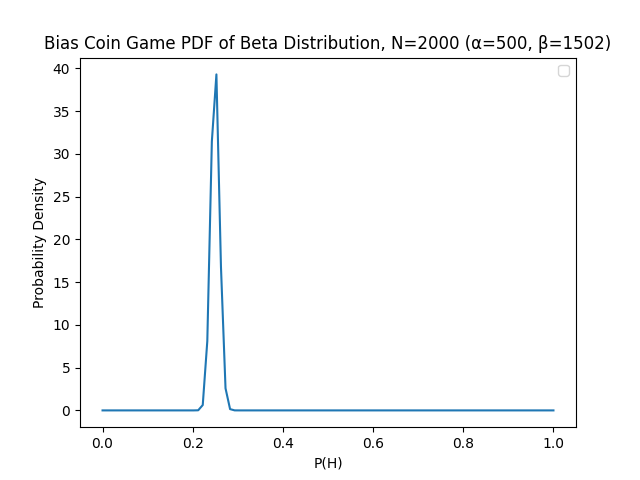 Bias Coin Game PDF of Beta Distribution, N=2000 (α=500, β=1502)
Probability Density
40
35
30
25
20
15
10
5
0
0.0 0.2 0.4 0.6 0.8 1.0
P(H)